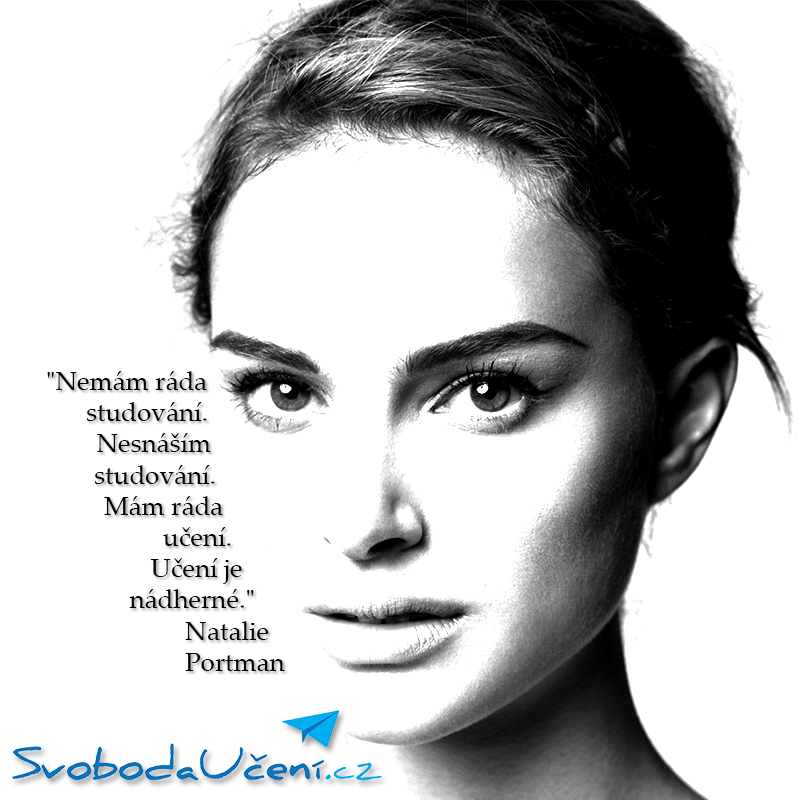 "Nemám ráda
studování.
Nesnáším
studování.
Mám ráda
učení.
Učení je
nádherné."
Natalie
Portman
SvobodaUčení.cz